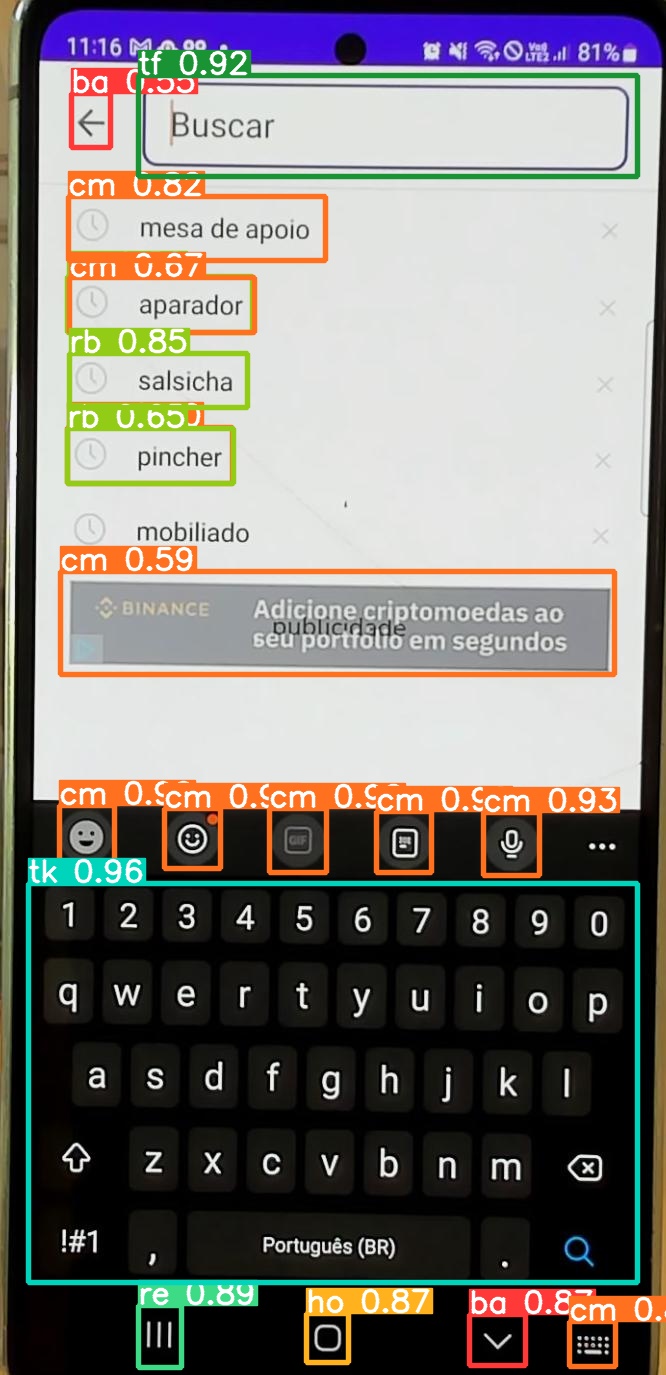 11:16
81%
tf 0.92
ba 0.55
Buscar
cm 0.82
mesa de apoio
cm 0.67
aparador
rb 0.85
salsicha
rb 0.65
pincher
mobiliado
cm 0.59
BINANCE
Adicione criptomoedas ao
seu portfólio em segundos
publicidade
cm 0.9 cm 0.9 cm 0.9 cm 0.9 cm 0.93
GIF
tk 0.96
1 2 3 4 5 6 7 8 9 0
q w e r t y u i o p
a s d f g h j k l
z x c v b n m
!#1 , Português (BR) .
re 0.89 ho 0.87 ba 0.87 cm